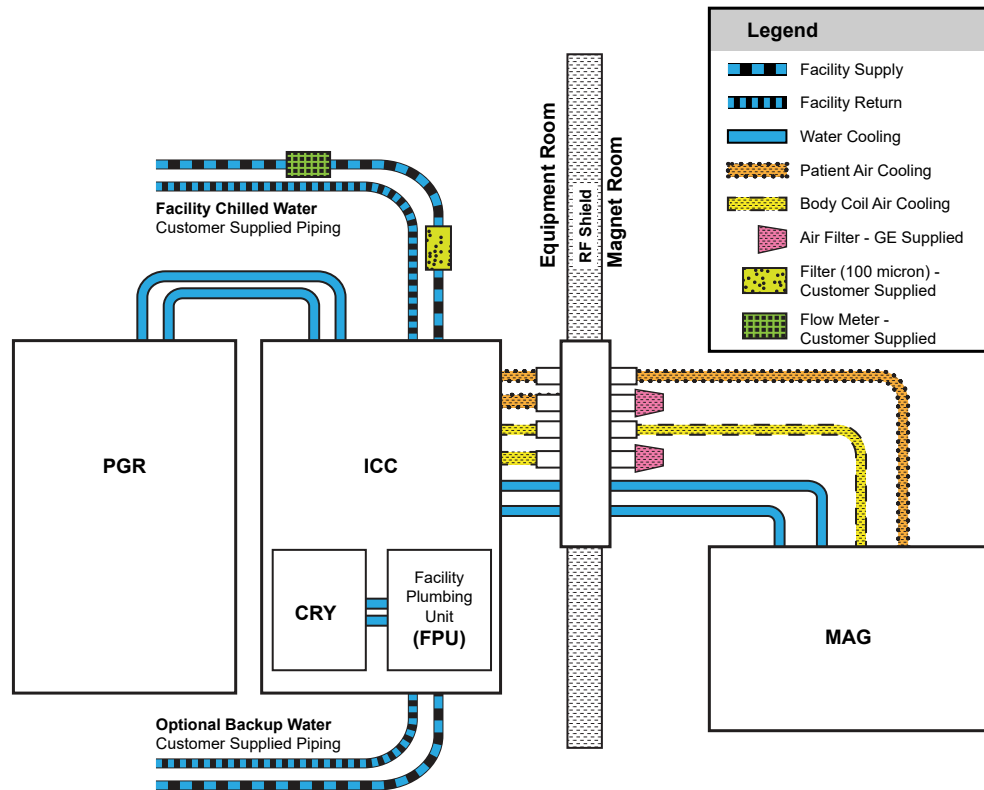 Legend
Facility Supply
Facility Return
Water Cooling
Patient Air Cooling
Body Coil Air Cooling
Air Filter - GE Supplied
Filter (100 micron) -
Customer Supplied
Flow Meter -
Customer Supplied
Equipment Room
RF Shield
Magnet Room
Facility Chilled Water
Customer Supplied Piping
PGR
ICC
CRY
Facility
Plumbing
Unit
(FPU)
MAG
Optional Backup Water
Customer Supplied Piping